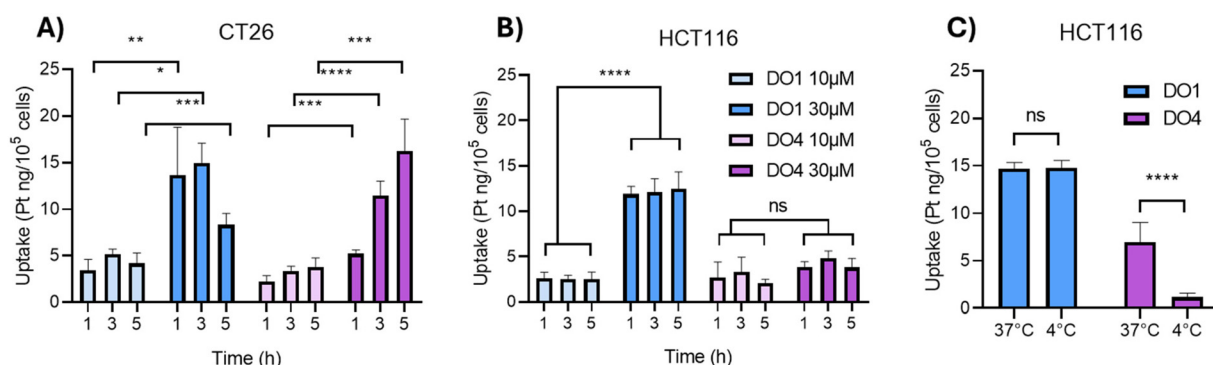 A)
CT26
Uptake (Pt ng/10⁵ cells)
25
20
15
10
5
0
**
*
***
***
****
***
1 3 5 1 3 5 1 3 5 1 3 5
Time (h)
B)
HCT116
Uptake (Pt ng/10⁵ cells)
25
20
15
10
5
0
****
ns
DO1 10µM
DO1 30µM
DO4 10µM
DO4 30µM
1 3 5 1 3 5 1 3 5 1 3 5
Time (h)
C)
HCT116
Uptake (Pt ng/10⁵ cells)
25
20
15
10
5
0
DO1
DO4
ns
****
37°C 4°C 37°C 4°C